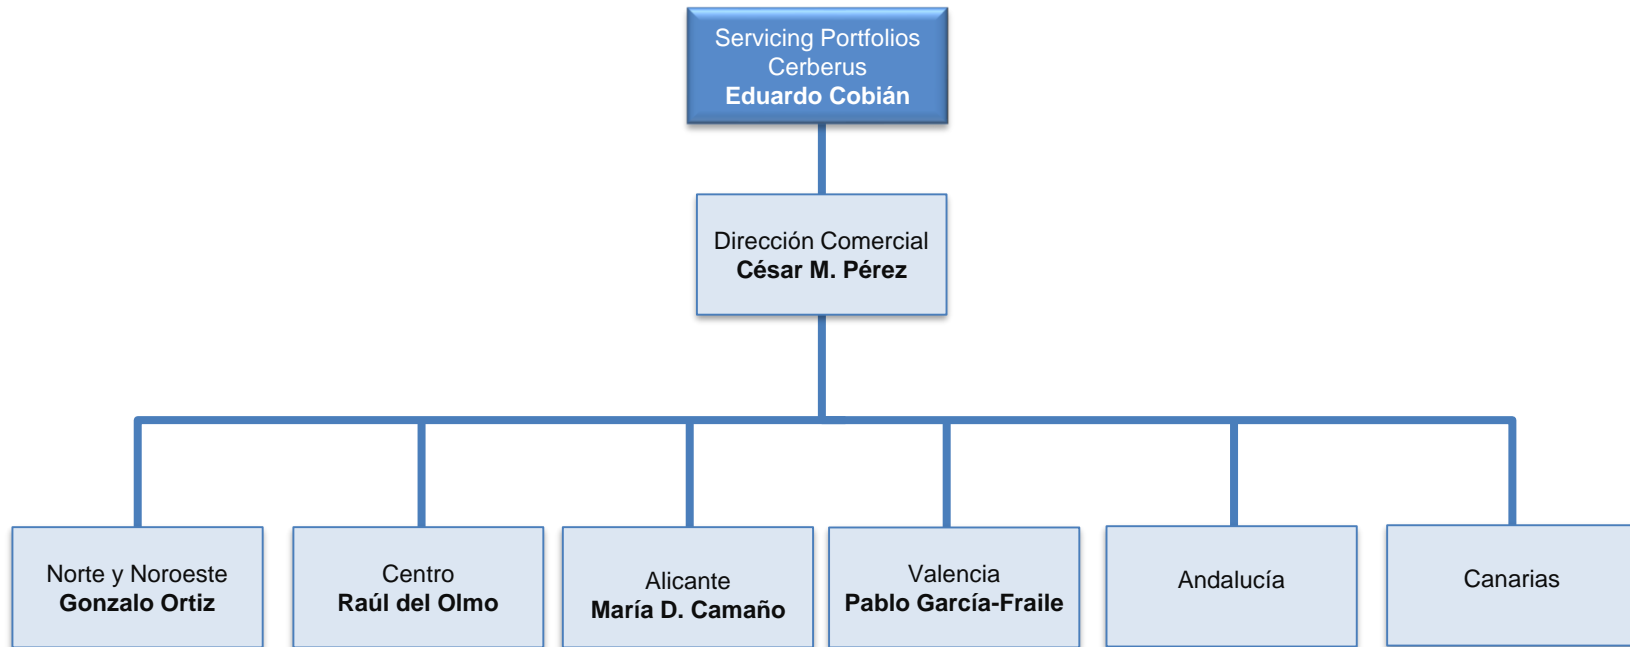 Servicing Portfolios
Cerberus
Eduardo Cobián
Dirección Comercial
César M. Pérez
Norte y Noroeste
Gonzalo Ortiz
Centro
Raúl del Olmo
Alicante
María D. Camaño
Valencia
Pablo García-Fraile
Andalucía
Canarias